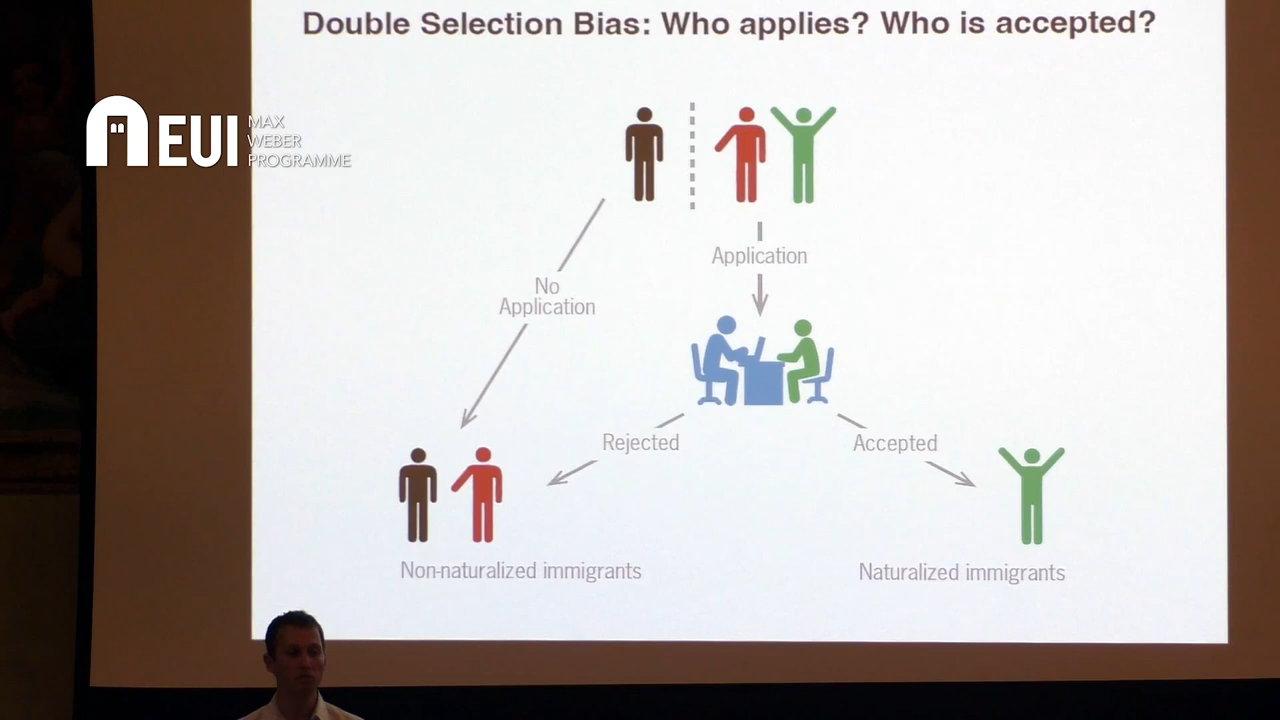 Double Selection Bias: Who applies? Who is accepted?
EUI
MAX
WEBER
PROGRAMME
Application
No
Application
Rejected
Accepted
Non-naturalized immigrants
Naturalized immigrants